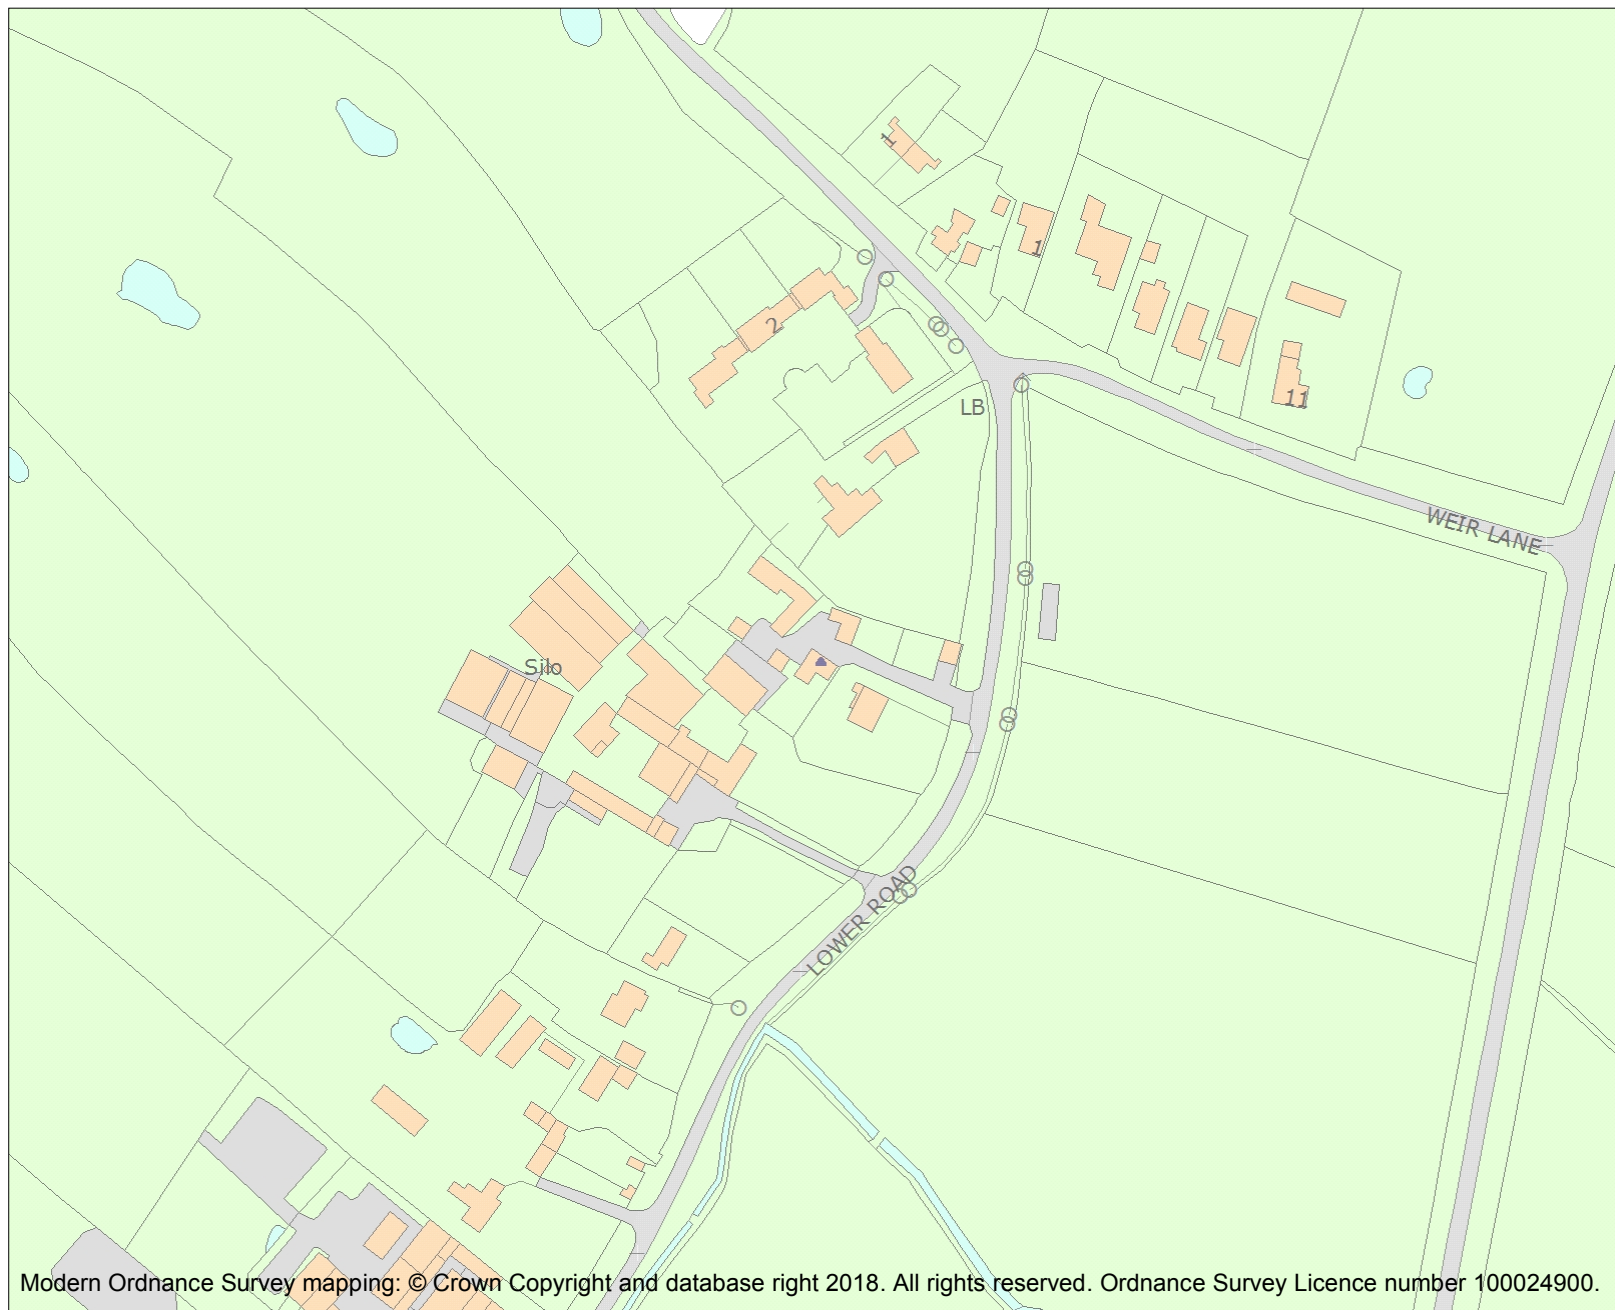 1
1
2
11
LB
WEIR LANE
Silo
LOWER ROAD
Modern Ordnance Survey mapping: © Crown Copyright and database right 2018. All rights reserved. Ordnance Survey Licence number 100024900.